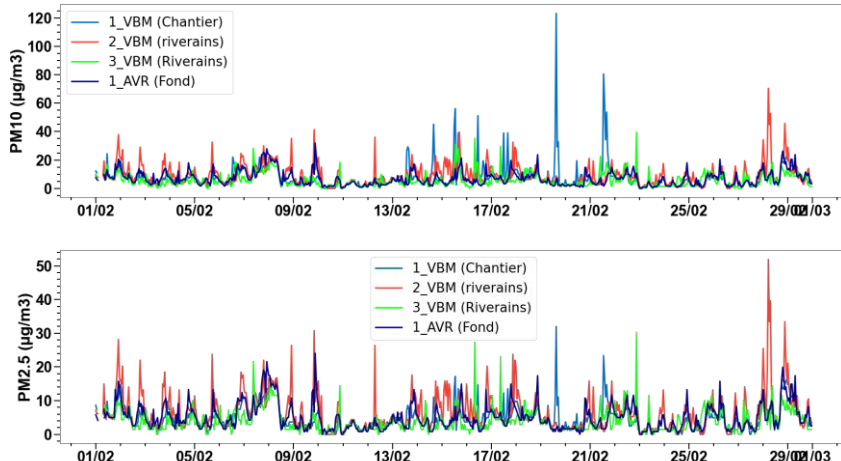 PM10 (µg/m3)
120
100
80
60
40
20
0
1_VBM (Chantier)
2_VBM (riverains)
3_VBM (Riverains)
1_AVR (Fond)
01/02 05/02 09/02 13/02 17/02 21/02 25/02 29/02 01/03
PM2.5 (µg/m3)
50
40
30
20
10
0
1_VBM (Chantier)
2_VBM (riverains)
3_VBM (Riverains)
1_AVR (Fond)
01/02 05/02 09/02 13/02 17/02 21/02 25/02 29/02 01/03